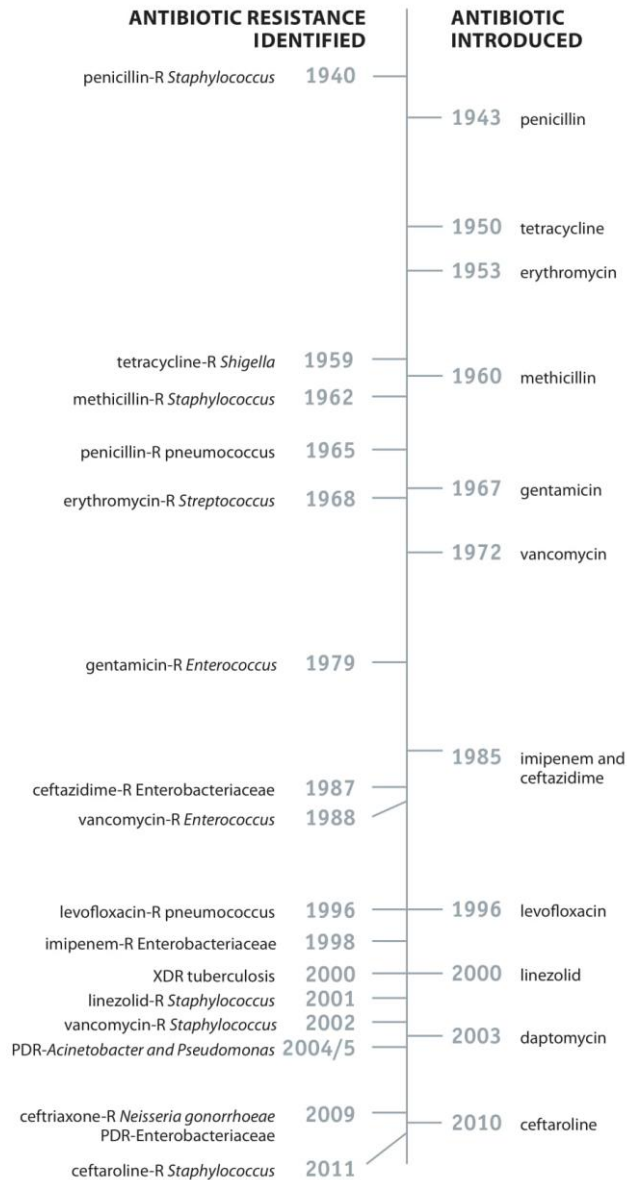 ANTIBIOTIC RESISTANCE
IDENTIFIED
ANTIBIOTIC
INTRODUCED
penicillin-R Staphylococcus 1940
1943 penicillin
1950 tetracycline
1953 erythromycin
tetracycline-R Shigella 1959
1960 methicillin
methicillin-R Staphylococcus 1962
penicillin-R pneumococcus 1965
1967 gentamicin
erythromycin-R Streptococcus 1968
1972 vancomycin
gentamicin-R Enterococcus 1979
1985 imipenem and
ceftazidime
ceftazidime-R Enterobacteriaceae 1987
vancomycin-R Enterococcus 1988
levofloxacin-R pneumococcus 1996
1996 levofloxacin
imipenem-R Enterobacteriaceae 1998
XDR tuberculosis 2000
2000 linezolid
linezolid-R Staphylococcus 2001
vancomycin-R Staphylococcus 2002
2003 daptomycin
PDR-Acinetobacter and Pseudomonas 2004/5
ceftriaxone-R Neisseria gonorrhoeae 2009
PDR-Enterobacteriaceae
2010 ceftaroline
ceftaroline-R Staphylococcus 2011